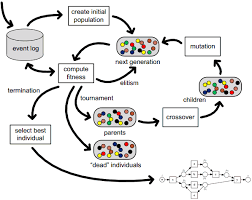 create initial
population
event log
mutation
next generation
compute
fitness
elitism
termination
tournament
children
select best
individual
parents
crossover
"dead" individuals